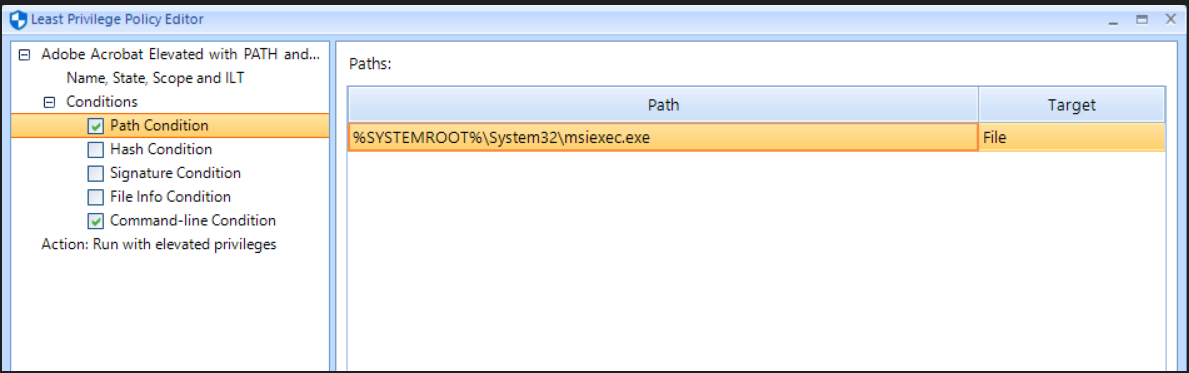 Least Privilege Policy Editor
Adobe Acrobat Elevated with PATH and...
Name, State, Scope and ILT
Conditions
Path Condition
Hash Condition
Signature Condition
File Info Condition
Command-line Condition
Action: Run with elevated privileges
Paths:
Path Target
%SYSTEMROOT%\System32\msiexec.exe File